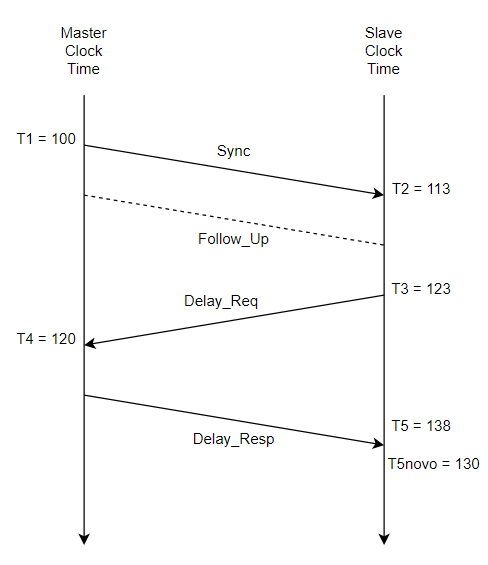 Master
Clock
Time
Slave
Clock
Time
T1 = 100
Sync
T2 = 113
Follow_Up
T3 = 123
Delay_Req
T4 = 120
T5 = 138
Delay_Resp
T5novo = 130